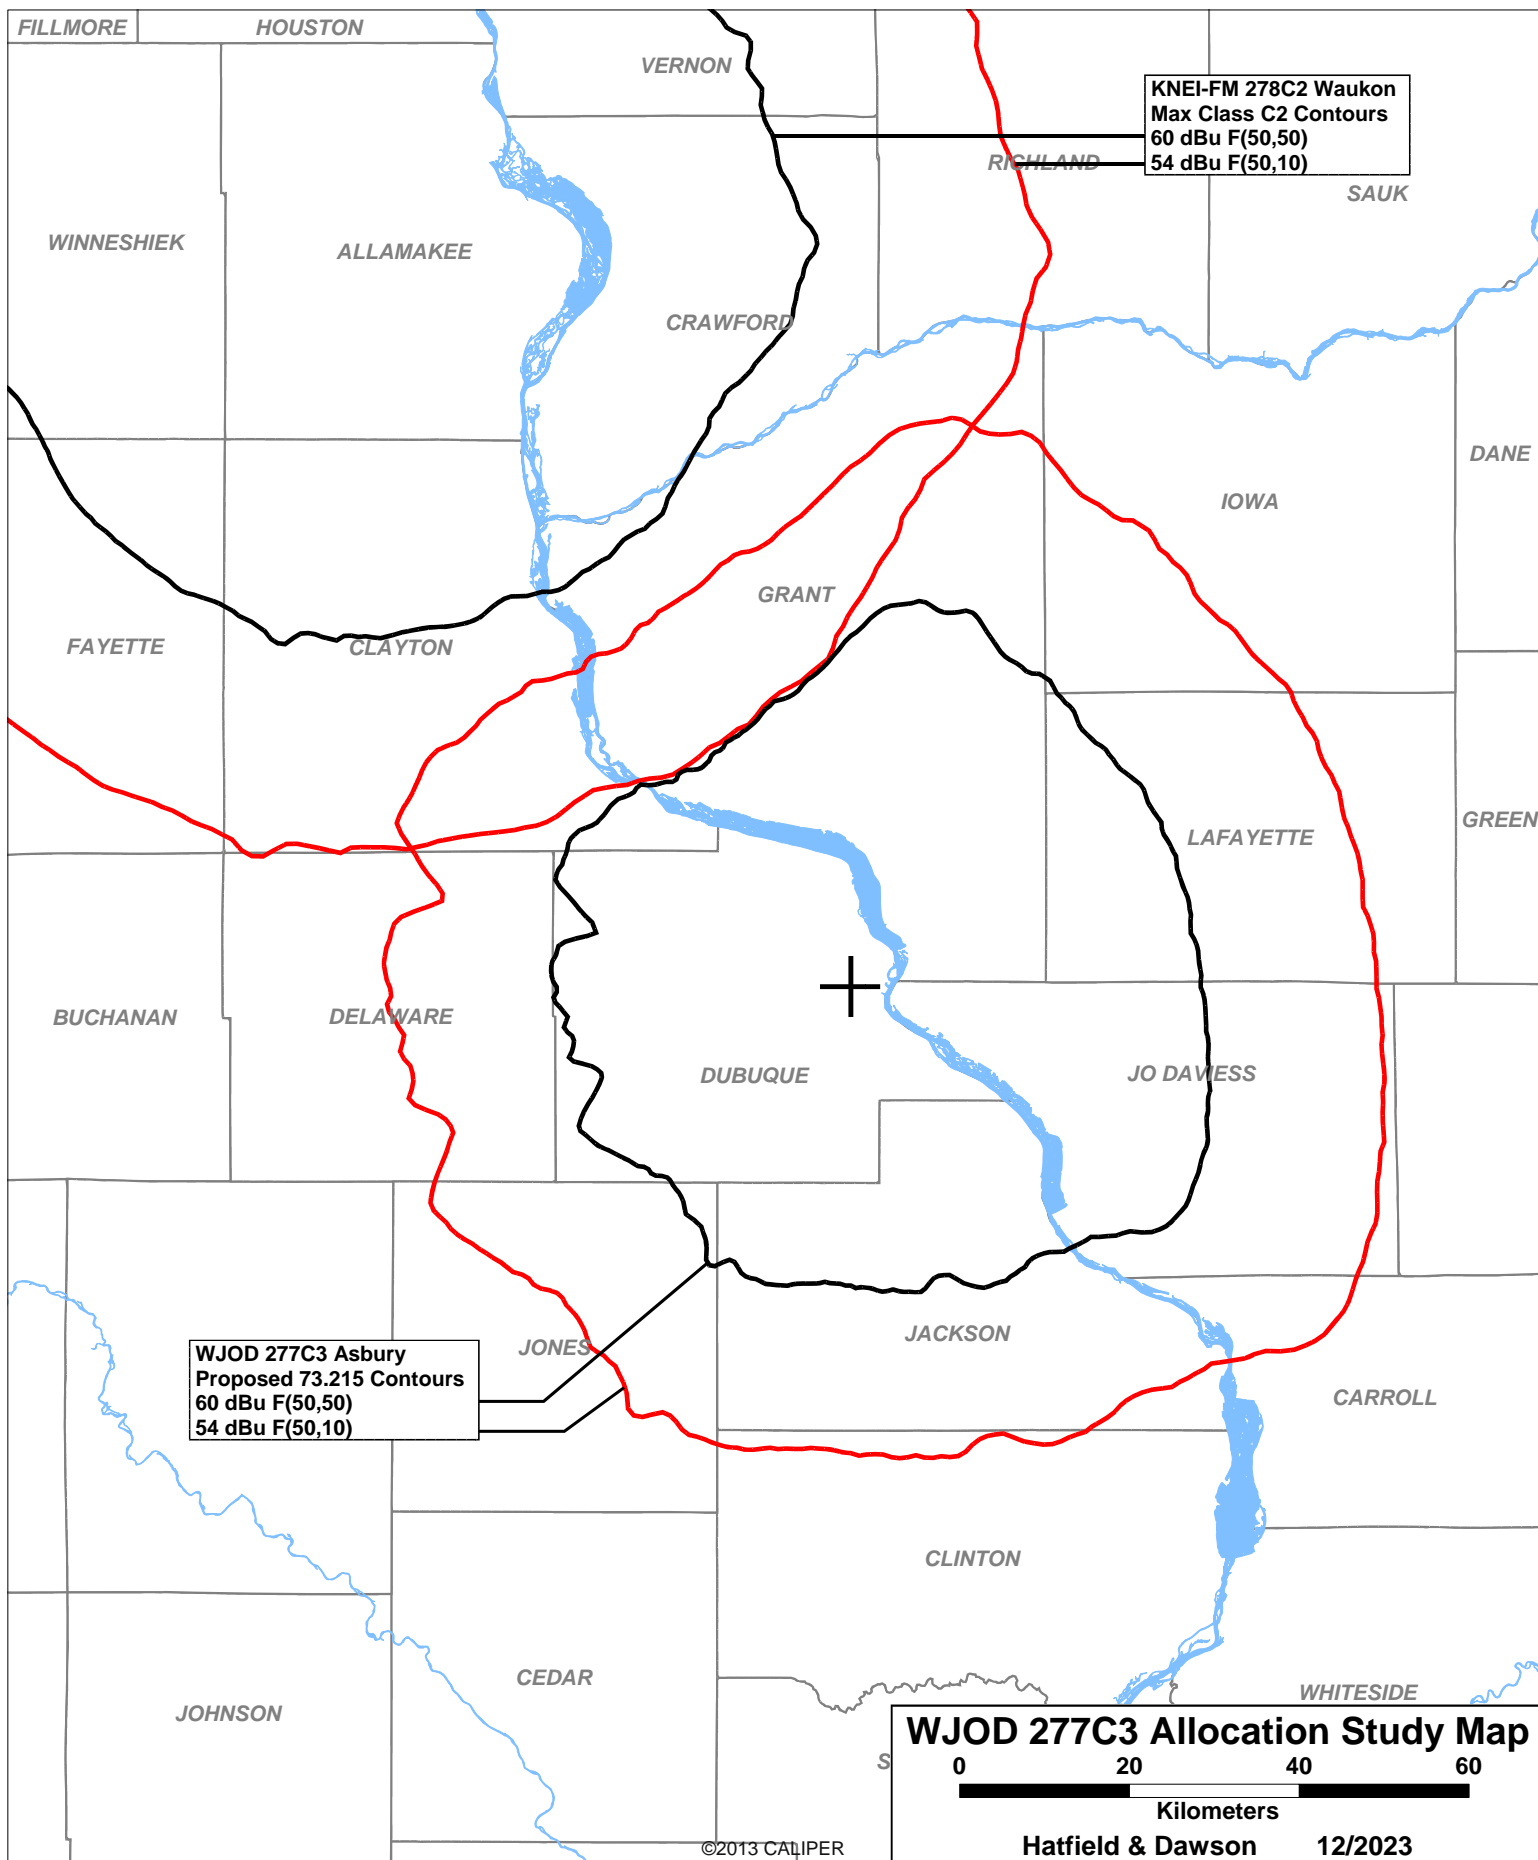 FILLMORE
HOUSTON
VERNON
KNEI-FM 278C2 Waukon
Max Class C2 Contours
60 dBu F(50,50)
54 dBu F(50,10)
RICHLAND
SAUK
WINNESHIEK
ALLAMAKEE
CRAWFORD
DANE
IOWA
GRANT
FAYETTE
CLAYTON
GREEN
LAFAYETTE
BUCHANAN
DELAWARE
DUBUQUE
JO DAVIESS
JACKSON
JONES
WJOD 277C3 Asbury
Proposed 73.215 Contours
60 dBu F(50,50)
54 dBu F(50,10)
CARROLL
CLINTON
CEDAR
WHITESIDE
JOHNSON
WJOD 277C3 Allocation Study Map
S
0 20 40 60
Kilometers
Hatfield & Dawson 12/2023
©2013 CALIPER